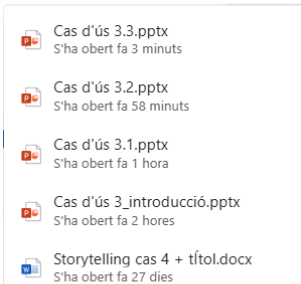 Cas d'ús 3.3.pptx
S'ha obert fa 3 minuts
Cas d'ús 3.2.pptx
S'ha obert fa 58 minuts
Cas d'ús 3.1.pptx
S'ha obert fa 1 hora
Cas d'ús 3_introducció.pptx
S'ha obert fa 2 hores
Storytelling cas 4 + tÍtol.docx
S'ha obert fa 27 dies